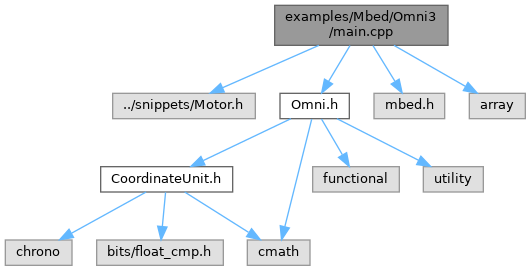 examples/Mbed/Omni3
/main.cpp
../snippets/Motor.h
Omni.h
mbed.h
array
CoordinateUnit.h
functional
utility
chrono
bits/float_cmp.h
cmath